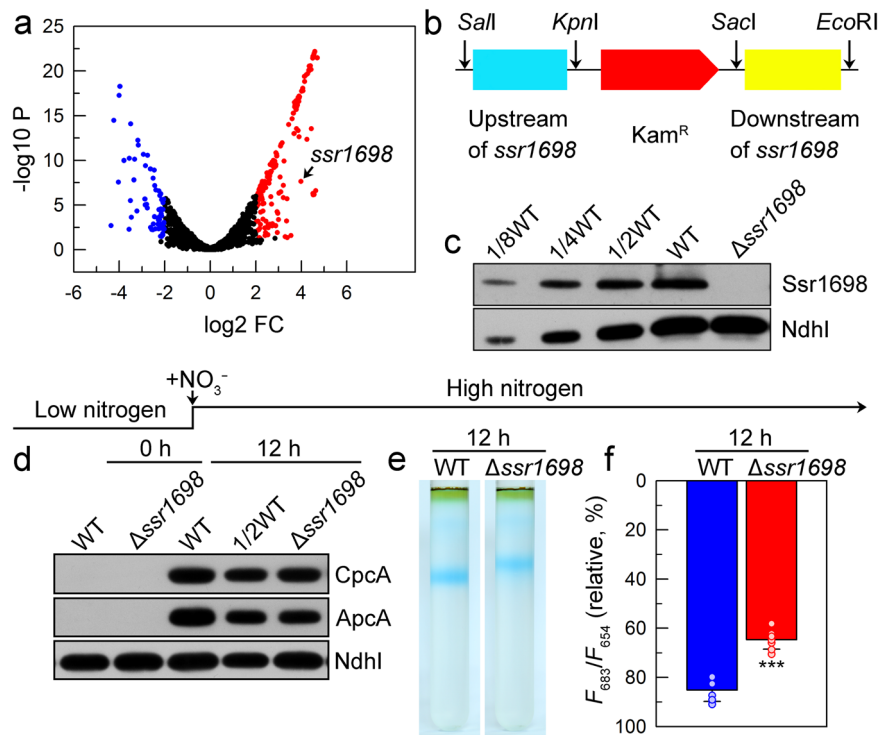 a
25
20
15
10
5
0
-log10 P
-6 -4 -2 0 2 4 6
log2 FC
ssr1698
b
SalI KpnI SacI EcoRI
Upstream
of ssr1698
KamR
Downstream
of ssr1698
c
1/8WT 1/4WT 1/2WT WT Δssr1698
Ssr1698
NdhI
+NO₃⁻
Low nitrogen
High nitrogen
d
0 h 12 h
WT Δssr1698 WT 1/2WT Δssr1698
CpcA
ApcA
NdhI
e
12 h
WT Δssr1698
f
12 h
WT Δssr1698
0
20
40
60
80
100
F683/F654 (relative, %)
***